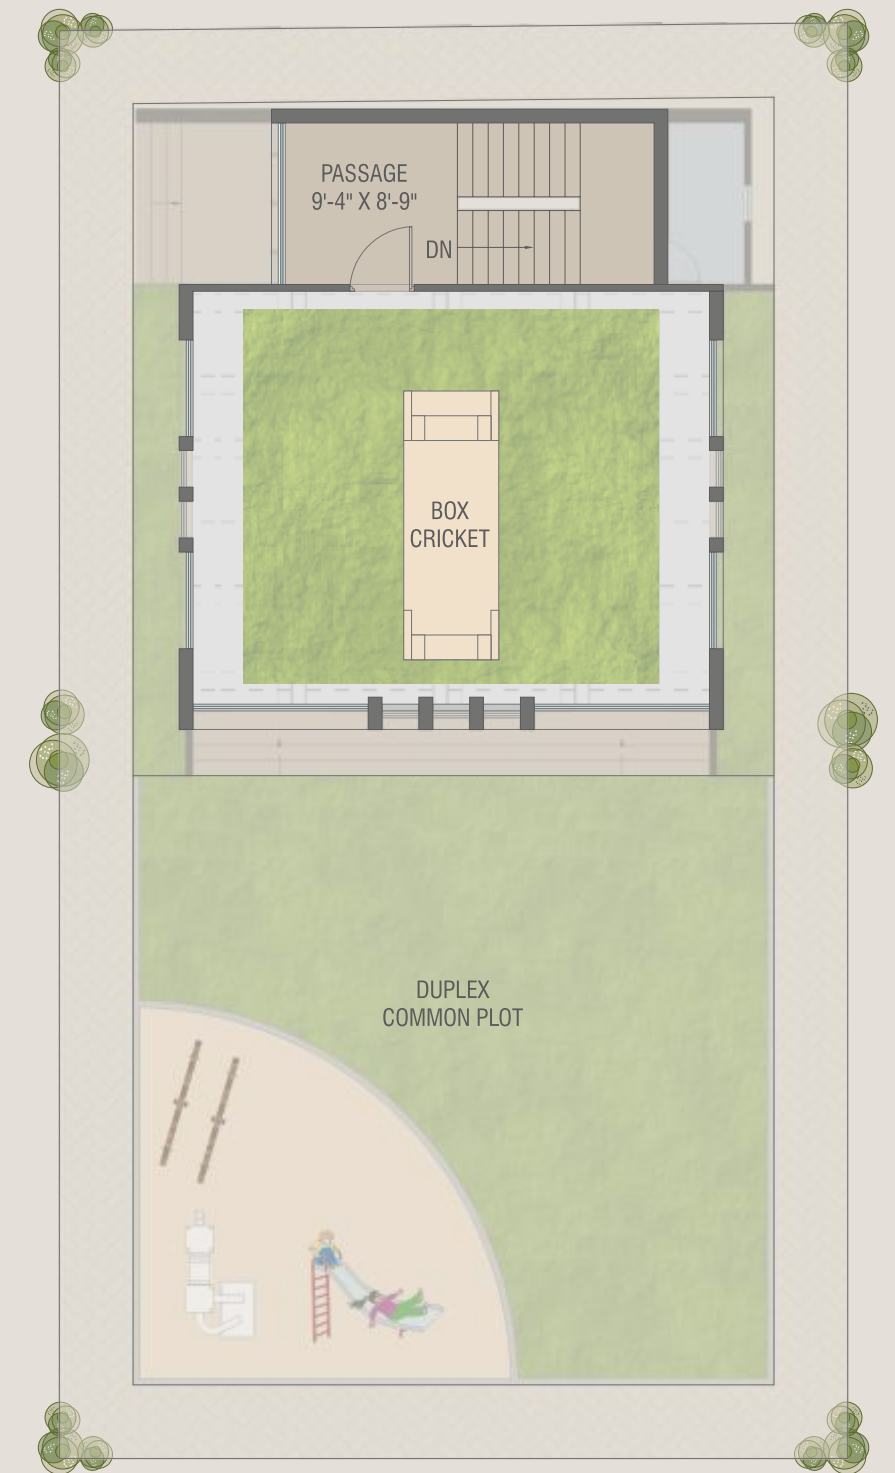 PASSAGE
9'-4" X 8'-9"
DN
BOX
CRICKET
DUPLEX
COMMON PLOT